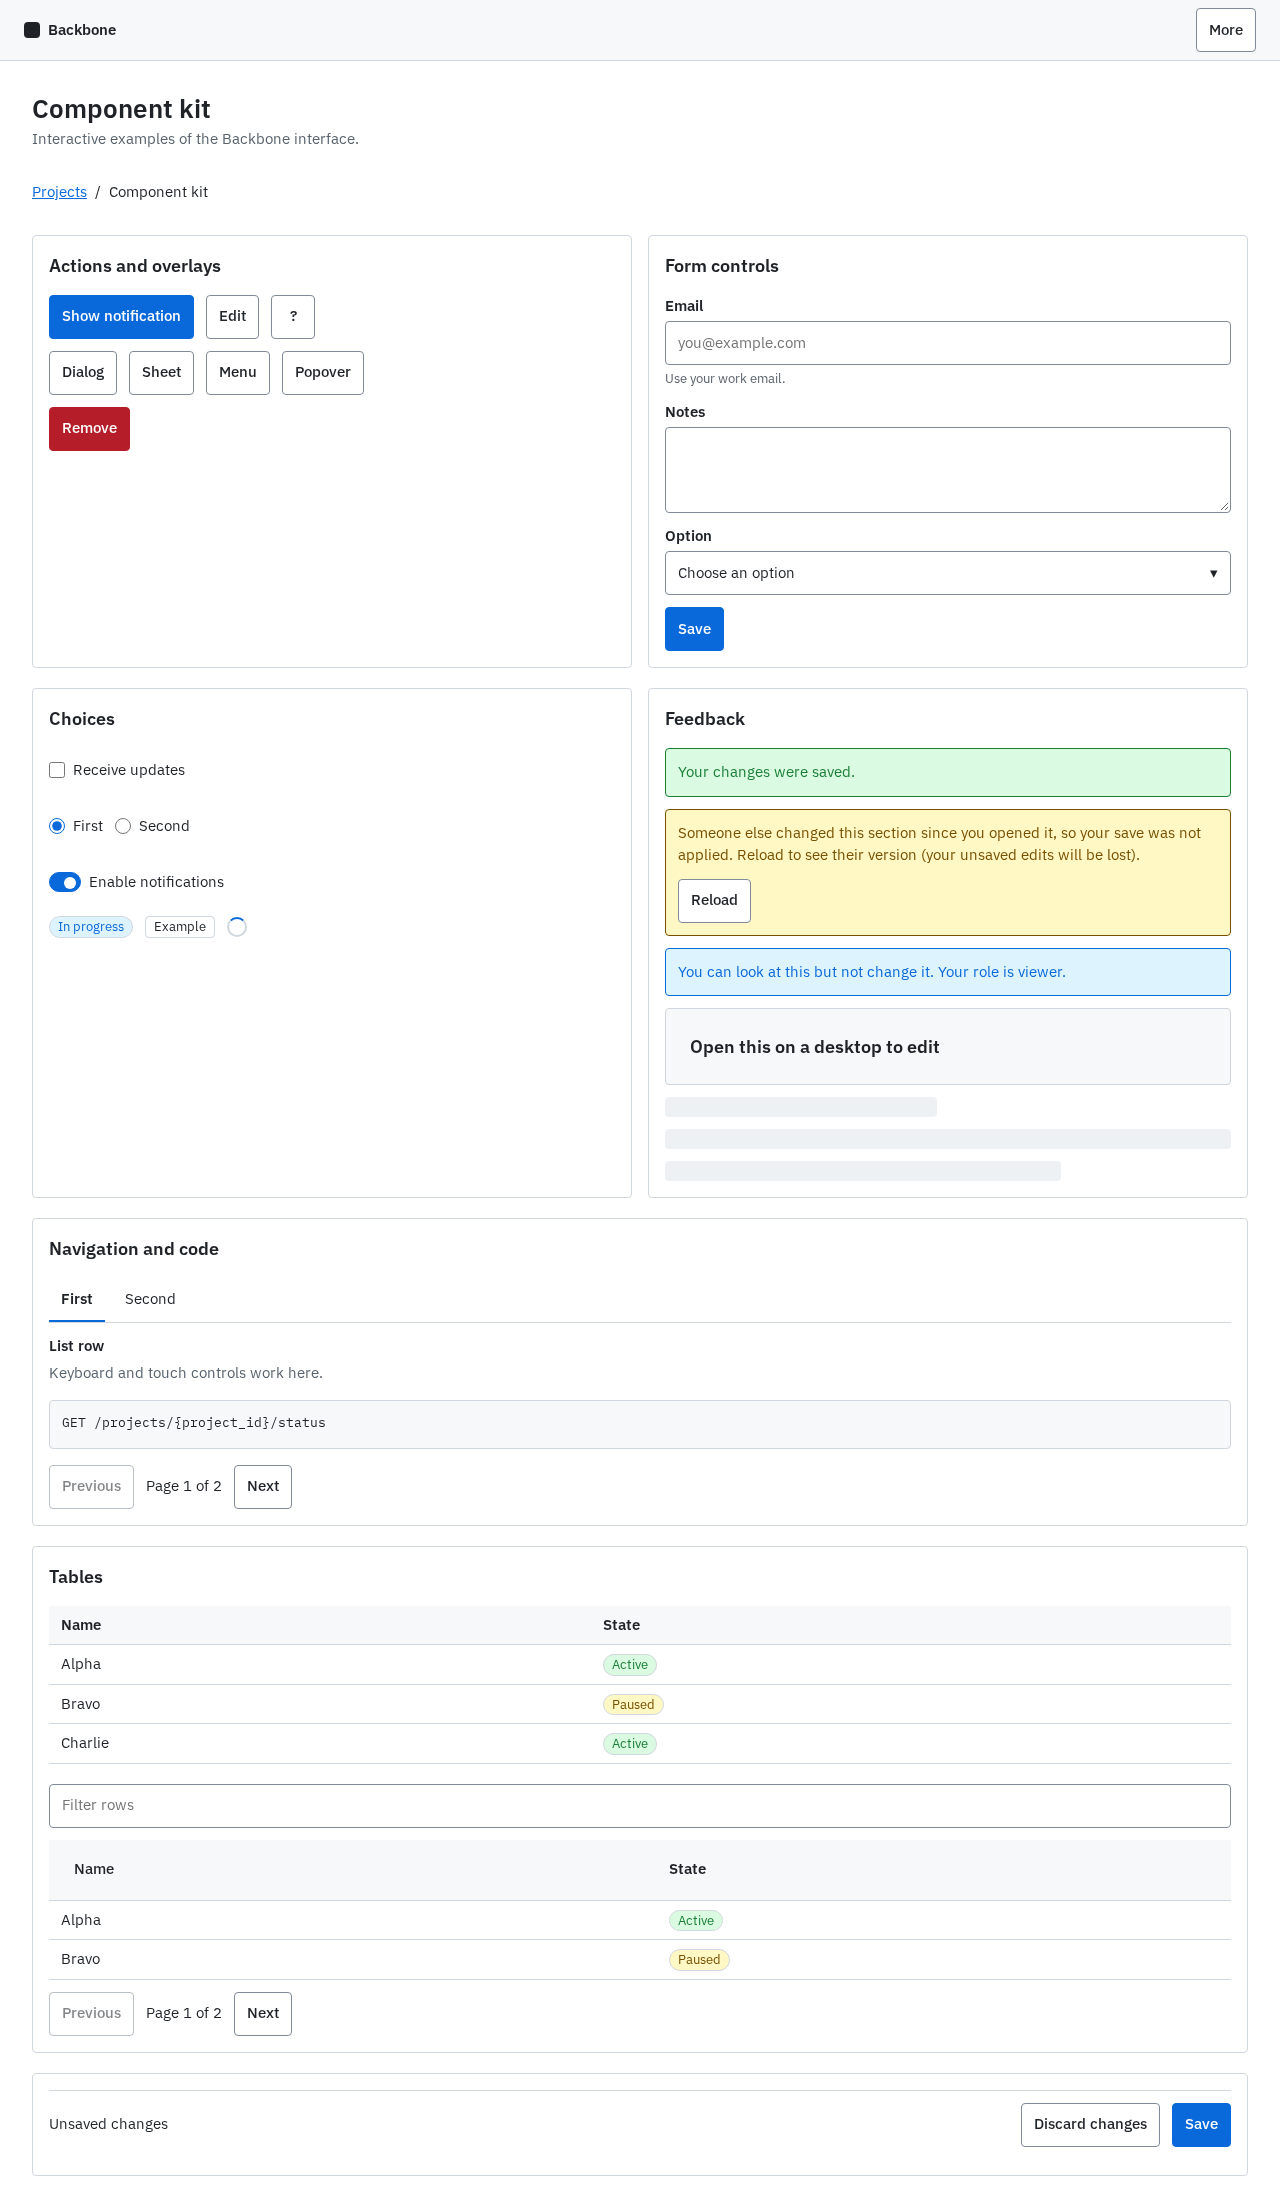 Backbone
More
Component kit
Interactive examples of the Backbone interface.
Projects / Component kit
Actions and overlays
Show notification
Edit
?
Dialog
Sheet
Menu
Popover
Remove
Form controls
Email
you@example.com
Use your work email.
Notes
Option
Choose an option
Save
Choices
Receive updates
First
Second
Enable notifications
In progress
Example
Feedback
Your changes were saved.
Someone else changed this section since you opened it, so your save was not
applied. Reload to see their version (your unsaved edits will be lost).
Reload
You can look at this but not change it. Your role is viewer.
Open this on a desktop to edit
Navigation and code
First
Second
List row
Keyboard and touch controls work here.
GET /projects/{project_id}/status
Previous
Page 1 of 2
Next
Tables
Name
State
Alpha
Active
Bravo
Paused
Charlie
Active
Filter rows
Name
State
Alpha
Active
Bravo
Paused
Previous
Page 1 of 2
Next
Unsaved changes
Discard changes
Save